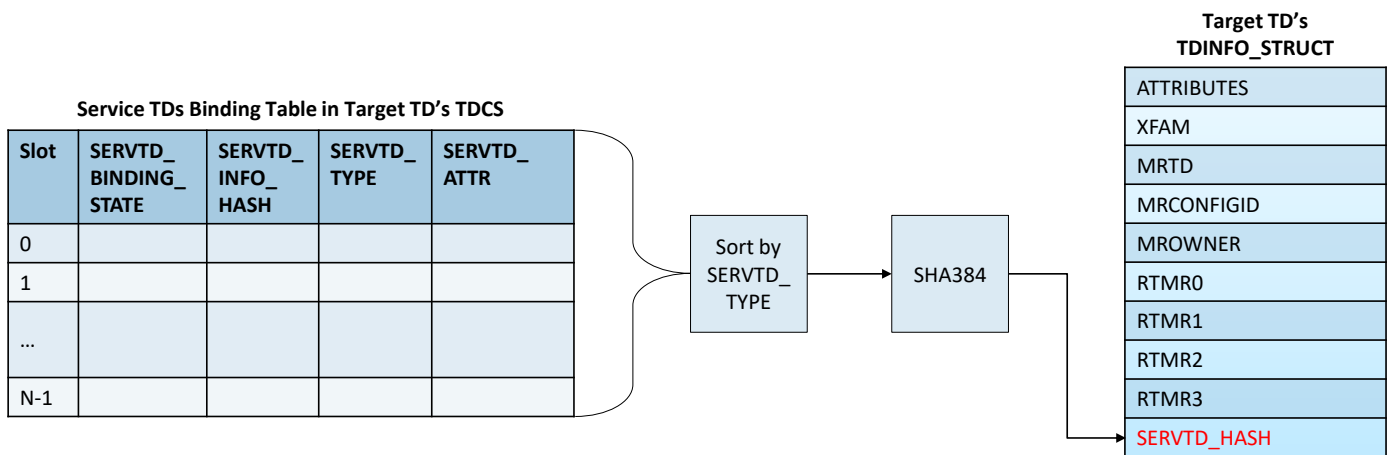 Target TD’s
TDINFO_STRUCT
Service TDs Binding Table in Target TD’s TDCS
Slot
SERVTD_
BINDING_
STATE
SERVTD_
INFO_
HASH
SERVTD_
TYPE
SERVTD_
ATTR
0
1
...
N-1
Sort by
SERVTD_
TYPE
SHA384
ATTRIBUTES
XFAM
MRTD
MRCONFIGID
MROWNER
RTMR0
RTMR1
RTMR2
RTMR3
SERVTD_HASH